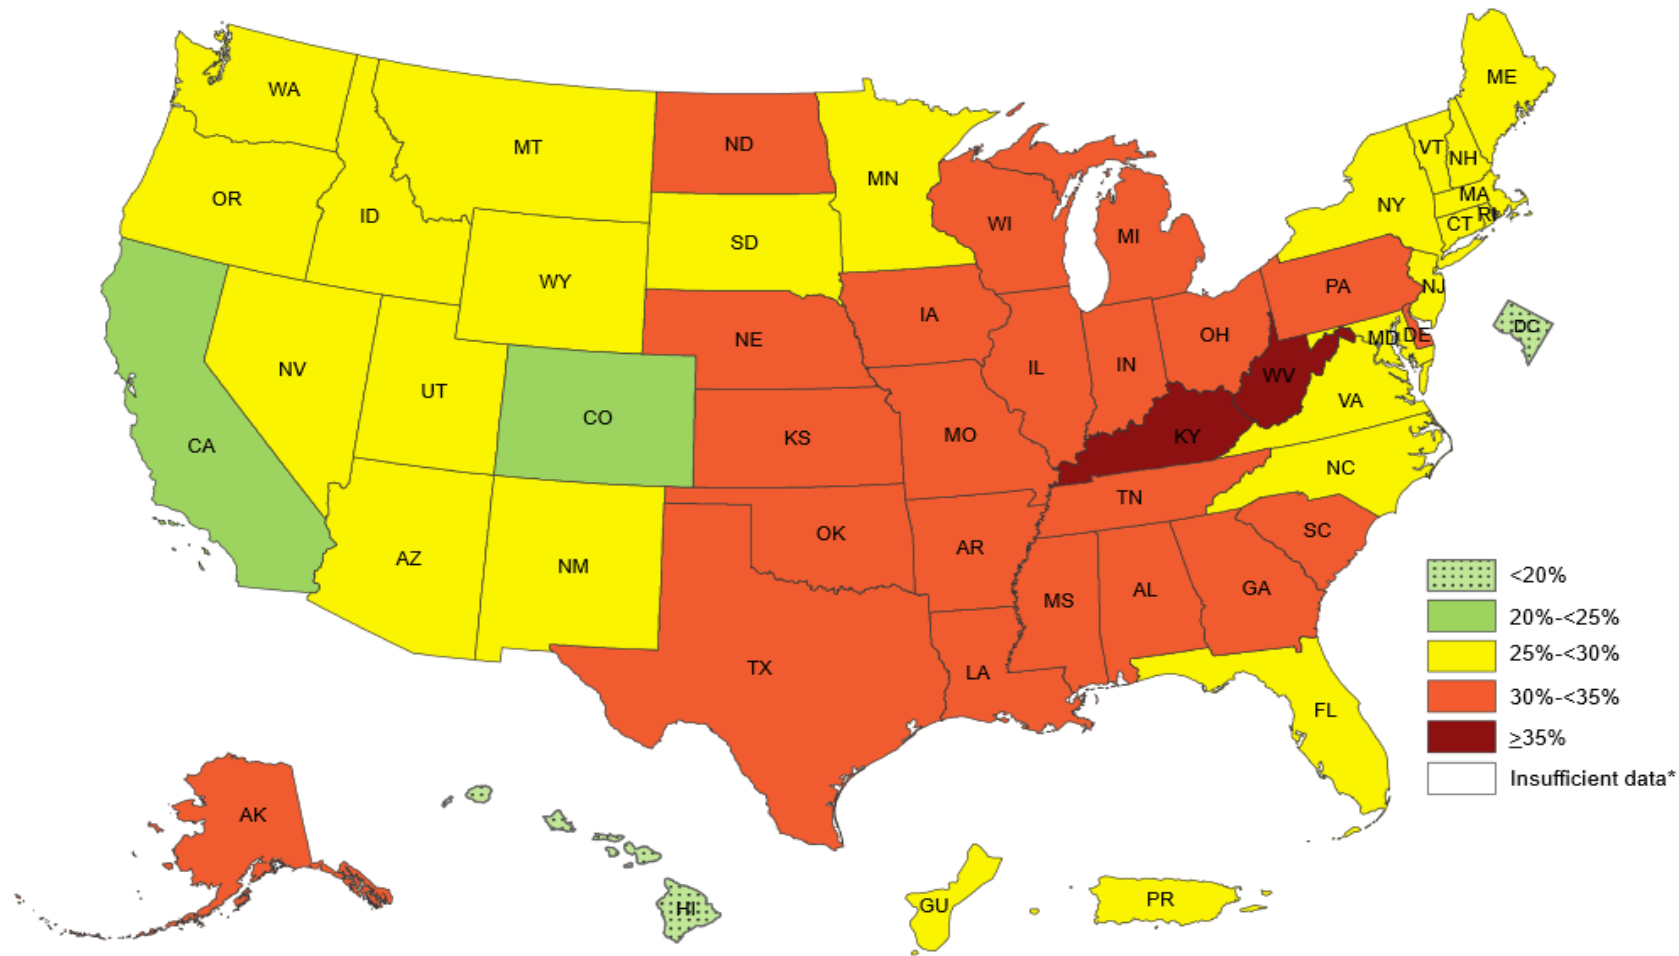 WA
MT
ND
MN
ME
VT
NH
OR
ID
WY
SD
WI
MI
NY
MA
CT
RI
IA
NE
PA
NJ
OH
MD
DE
DC
NV
UT
CO
IL
IN
WV
VA
CA
KS
MO
KY
NC
TN
AZ
NM
OK
AR
SC
MS
AL
GA
TX
LA
FL
<20%
20%-<25%
25%-<30%
30%-<35%
≥35%
Insufficient data*
AK
HI
GU
PR